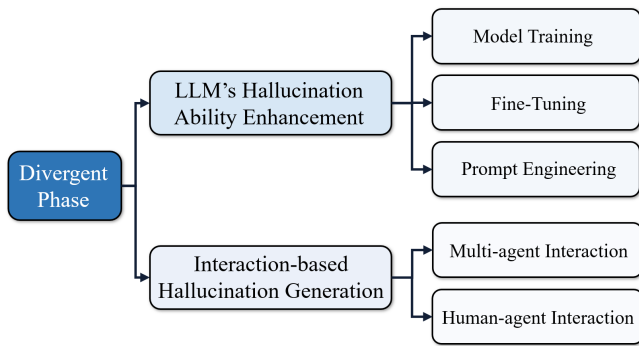 Divergent
Phase
LLM's Hallucination
Ability Enhancement
Model Training
Fine-Tuning
Prompt Engineering
Interaction-based
Hallucination Generation
Multi-agent Interaction
Human-agent Interaction